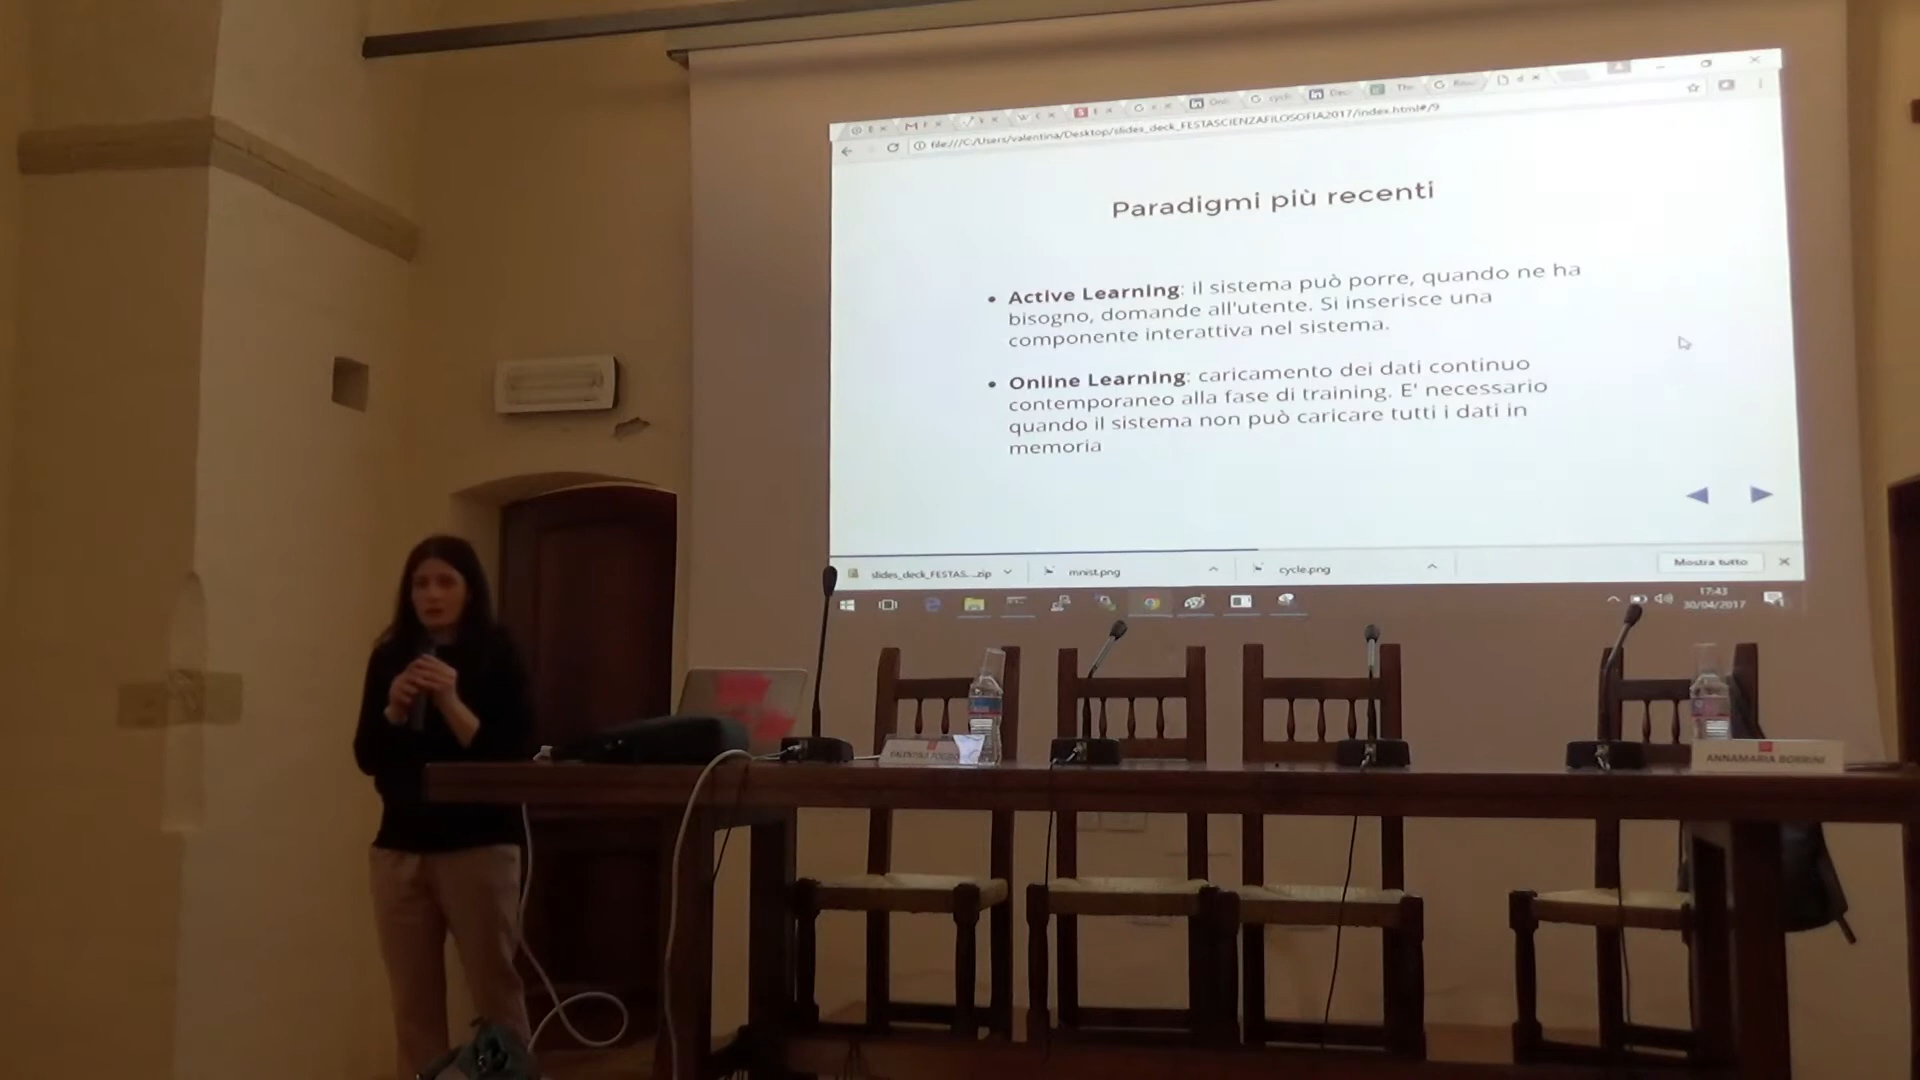 file:///C:/Users/valentina/Desktop/slides_deck_FESTASCIENZAFILOSOFIA2017/index.html#/9
Paradigmi più recenti
• Active Learning: il sistema può porre, quando ne ha
bisogno, domande all'utente. Si inserisce una
componente interattiva nel sistema.
• Online Learning: caricamento dei dati continuo
contemporaneo alla fase di training. E' necessario
quando il sistema non può caricare tutti i dati in
memoria
slides_deck_FESTAS....zip
mnist.png
cycle.png
Mostra tutto
17:43
30/04/2017
ANNAMARIA